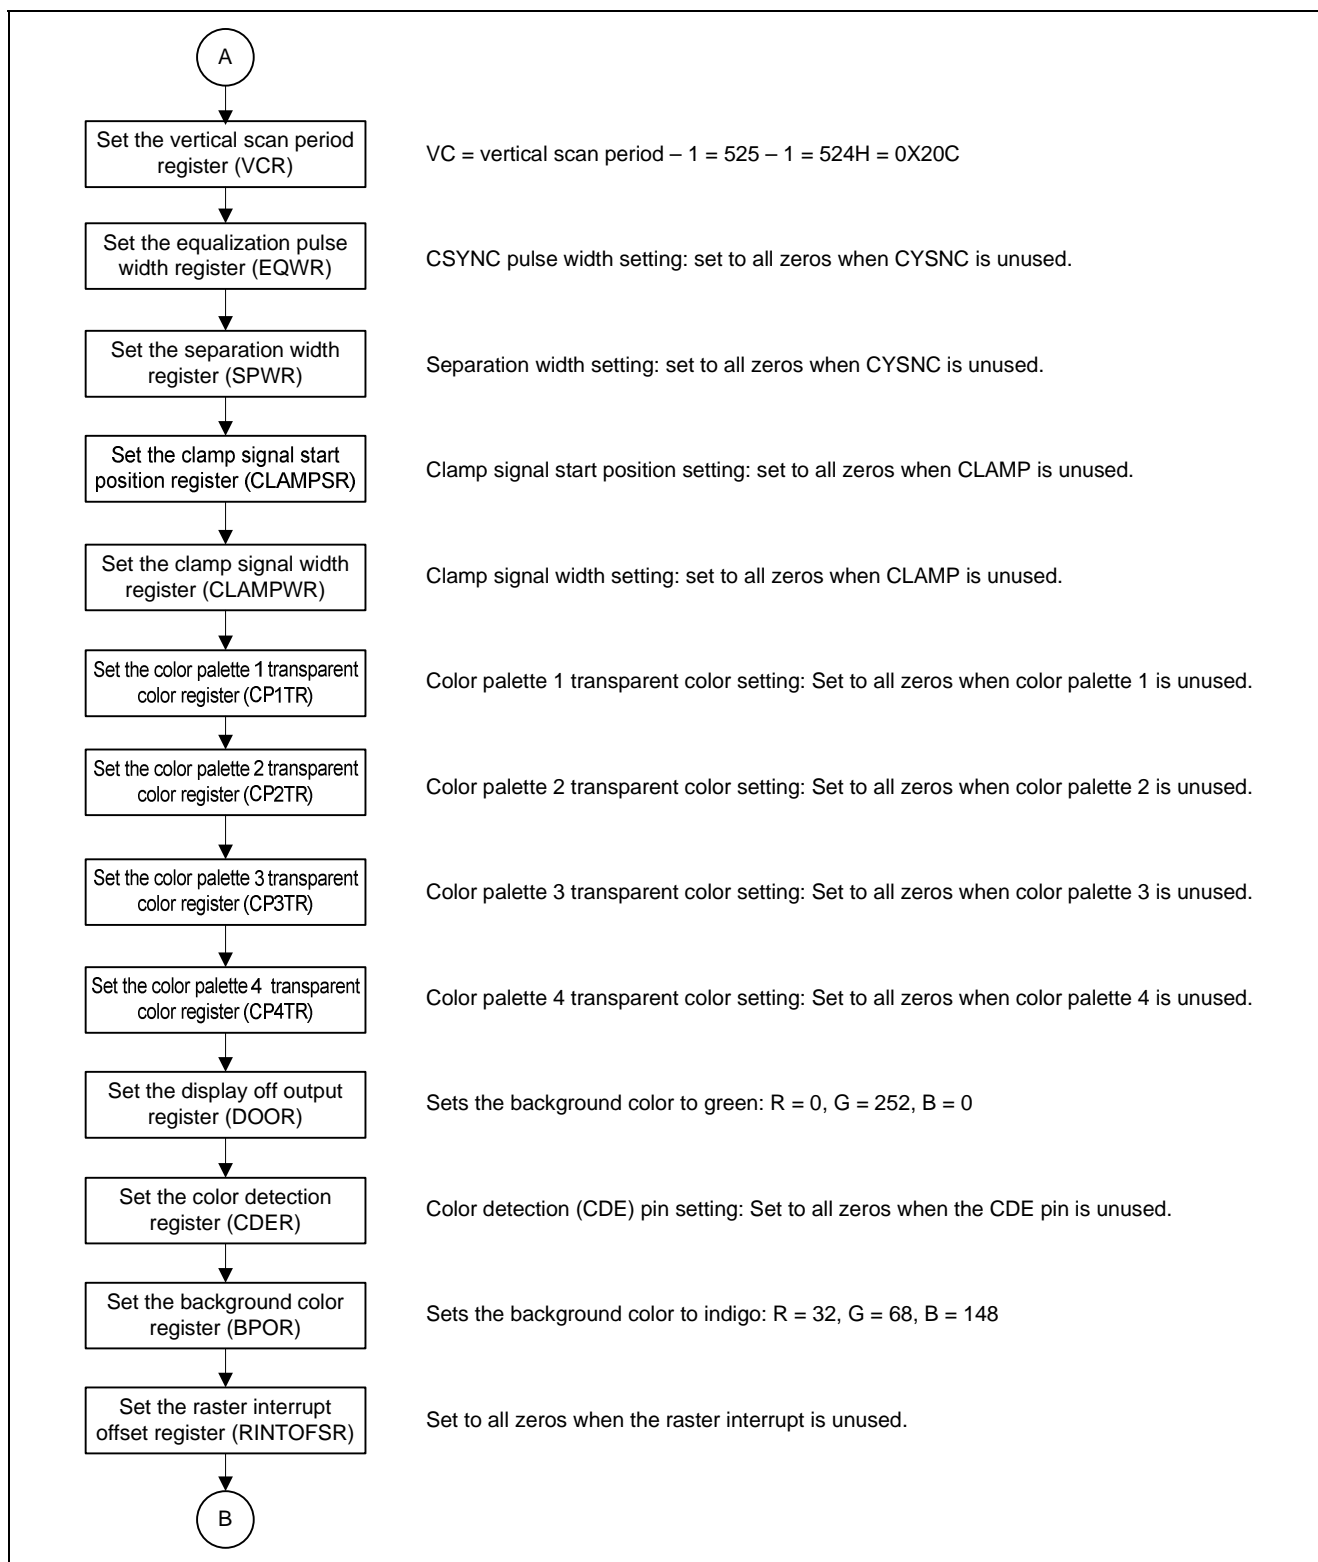 A
Set the vertical scan period
register (VCR)
VC = vertical scan period – 1 = 525 – 1 = 524H = 0X20C
Set the equalization pulse
width register (EQWR)
CSYNC pulse width setting: set to all zeros when CYSNC is unused.
Set the separation width
register (SPWR)
Separation width setting: set to all zeros when CYSNC is unused.
Set the clamp signal start
position register (CLAMPSR)
Clamp signal start position setting: set to all zeros when CLAMP is unused.
Set the clamp signal width
register (CLAMPWR)
Clamp signal width setting: set to all zeros when CLAMP is unused.
Set the color palette 1 transparent
color register (CP1TR)
Color palette 1 transparent color setting: Set to all zeros when color palette 1 is unused.
Set the color palette 2 transparent
color register (CP2TR)
Color palette 2 transparent color setting: Set to all zeros when color palette 2 is unused.
Set the color palette 3 transparent
color register (CP3TR)
Color palette 3 transparent color setting: Set to all zeros when color palette 3 is unused.
Set the color palette 4 transparent
color register (CP4TR)
Color palette 4 transparent color setting: Set to all zeros when color palette 4 is unused.
Set the display off output
register (DOOR)
Sets the background color to green: R = 0, G = 252, B = 0
Set the color detection
register (CDER)
Color detection (CDE) pin setting: Set to all zeros when the CDE pin is unused.
Set the background color
register (BPOR)
Sets the background color to indigo: R = 32, G = 68, B = 148
Set the raster interrupt
offset register (RINTOFSR)
Set to all zeros when the raster interrupt is unused.
B